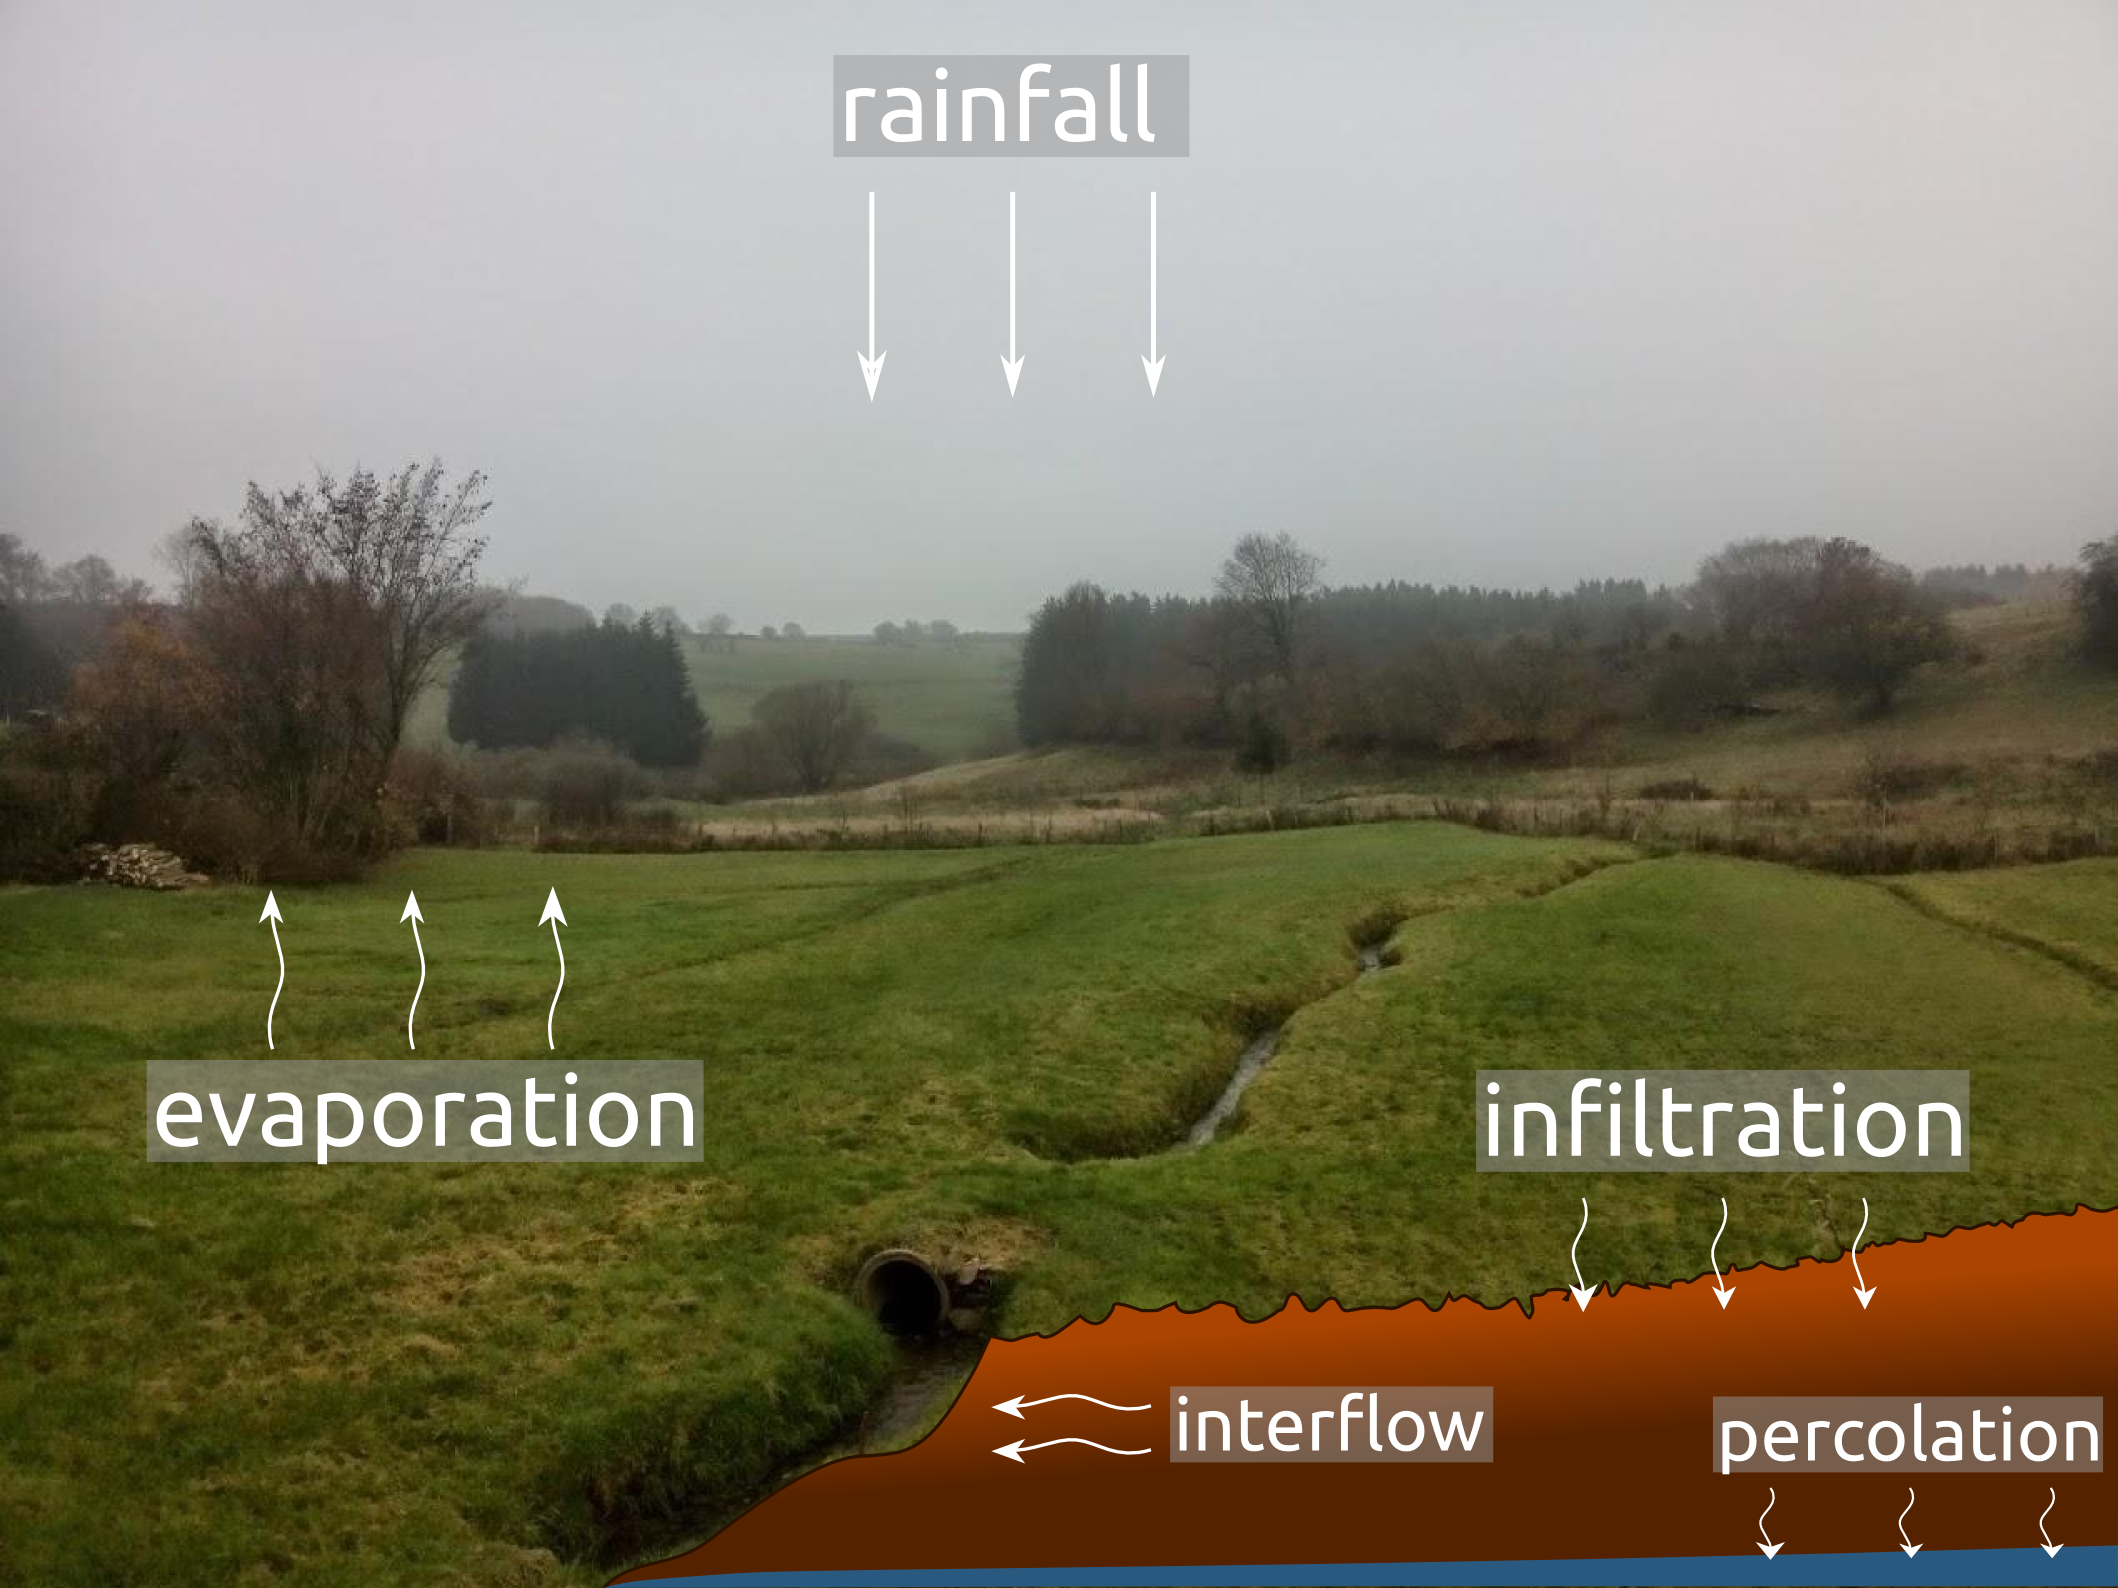 rainfall
evaporation
infiltration
interflow
percolation